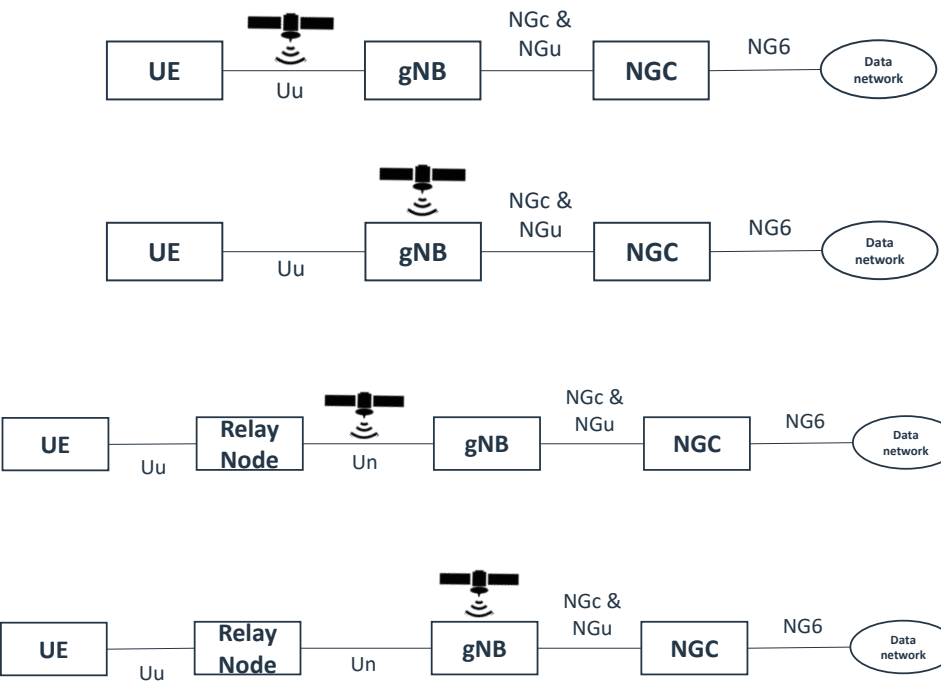 NGc &
NGu
NG6
UE
gNB
NGC
Data
network
Uu
NGc &
NGu
NG6
UE
gNB
NGC
Data
network
Uu
NGc &
NGu
NG6
UE
Relay
Node
gNB
NGC
Data
network
Uu
Un
NGc &
NGu
NG6
UE
Relay
Node
gNB
NGC
Data
network
Uu
Un